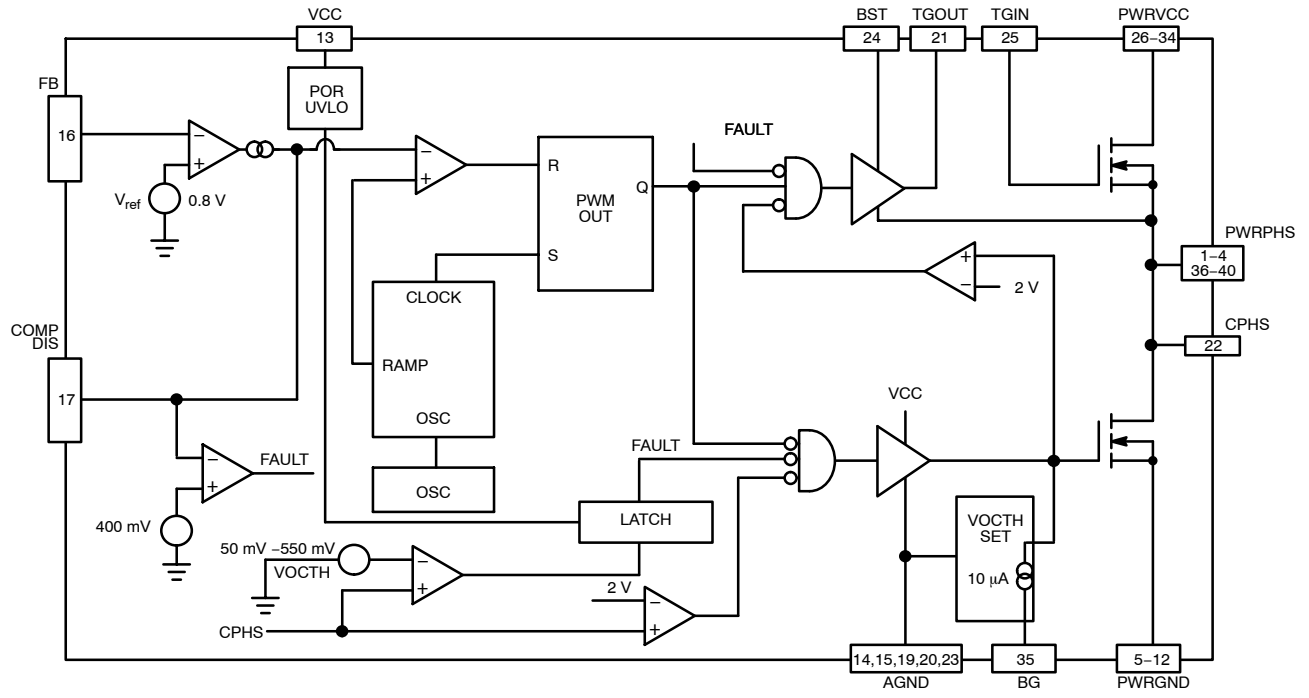 VCC
BST
TGOUT
TGIN
PWRVCC
13
24
21
25
26−34
FB
POR
UVLO
FAULT
16
−
+
−
+
R
Q
PWM
OUT
Vref
0.8 V
S
PWRPHS
1−4
36−40
+
−
2 V
CLOCK
CPHS
22
COMP
DIS
RAMP
17
VCC
OSC
FAULT
FAULT
−
+
OSC
LATCH
VOCTH
SET
400 mV
50 mV −550 mV
VOCTH
−
+
10 μA
2 V
−
+
CPHS
14,15,19,20,23
35
5−12
AGND
BG
PWRGND